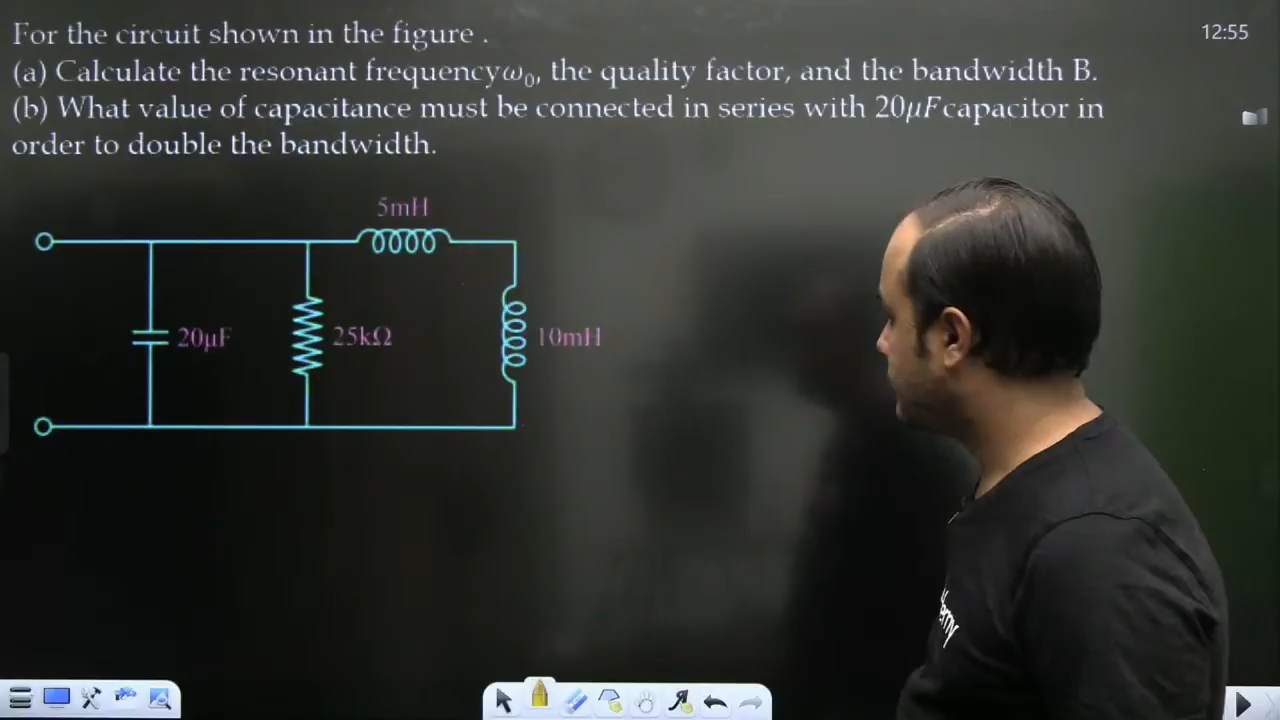 For the circuit shown in the figure .
12:55
(a) Calculate the resonant frequencyω₀, the quality factor, and the bandwidth B.
(b) What value of capacitance must be connected in series with 20μF capacitor in
order to double the bandwidth.
5mH
20μF
25kΩ
10mH